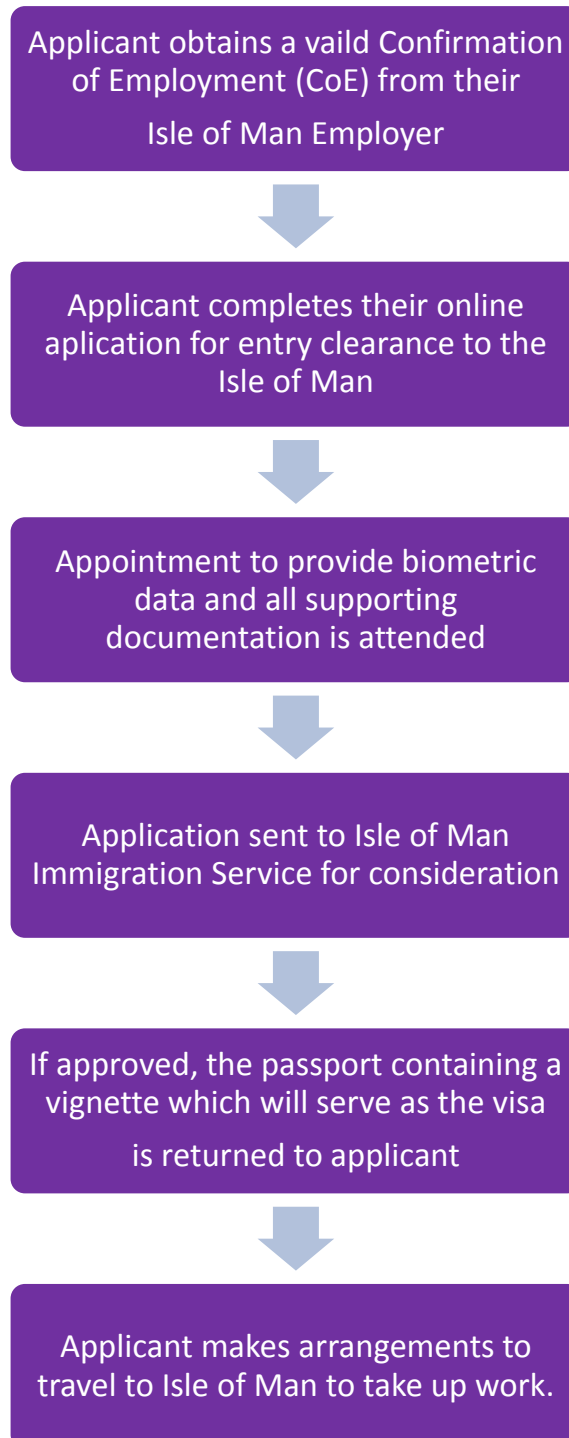 Applicant obtains a vaild Confirmation
of Employment (CoE) from their
Isle of Man Employer
Applicant completes their online
aplication for entry clearance to the
Isle of Man
Appointment to provide biometric
data and all supporting
documentation is attended
Application sent to Isle of Man
Immigration Service for consideration
If approved, the passport containing a
vignette which will serve as the visa
is returned to applicant
Applicant makes arrangements to
travel to Isle of Man to take up work.